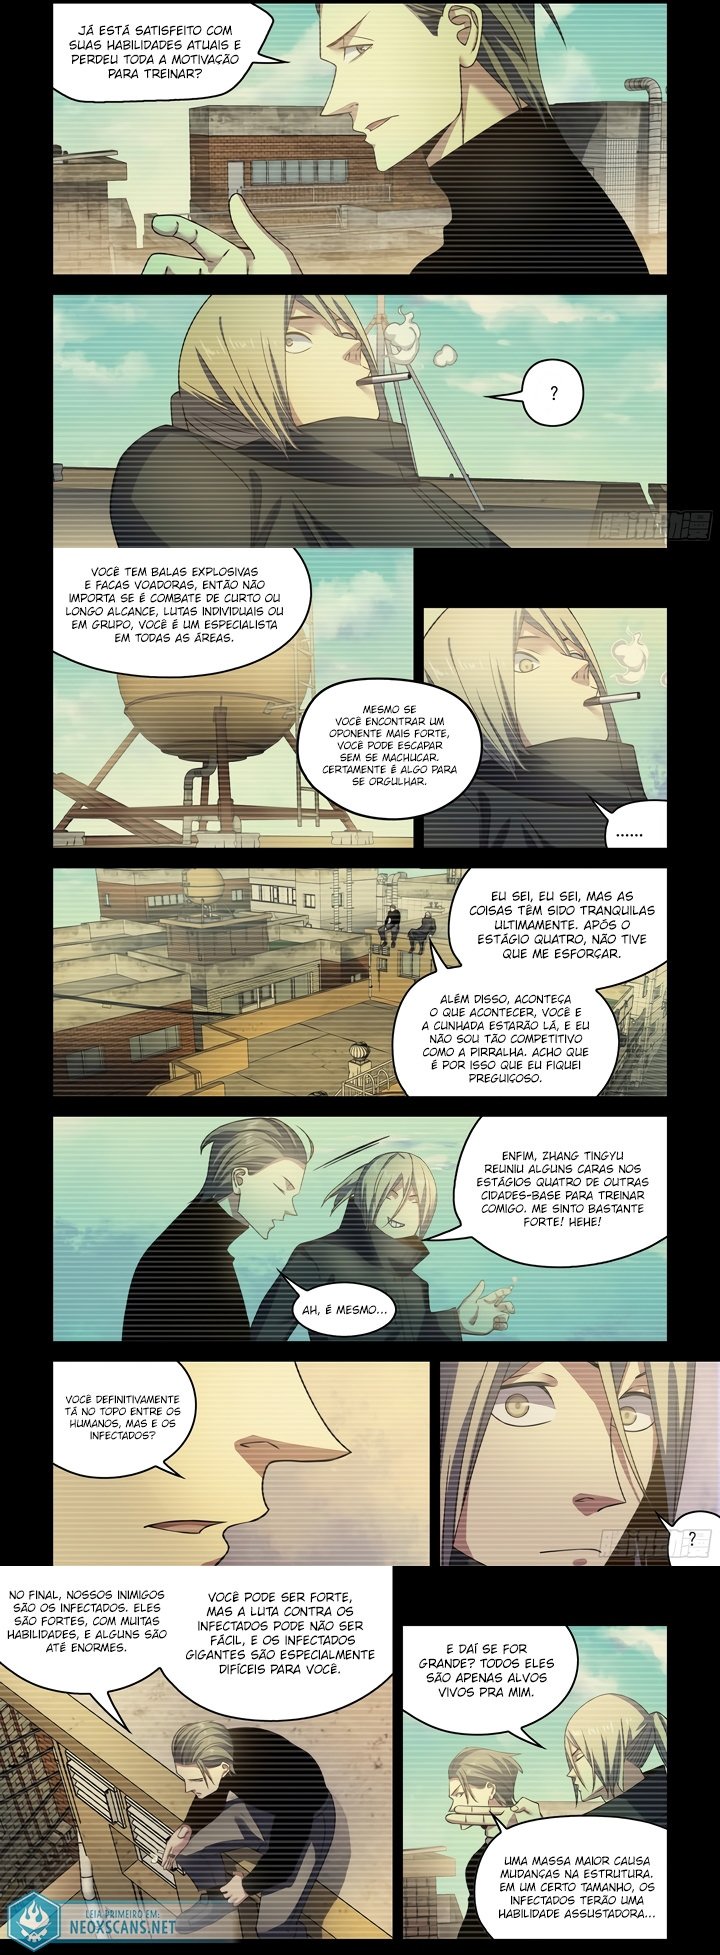 JÁ ESTÁ SATISFEITO COM
SUAS HABILIDADES ATUAIS E
PERDEU TODA A MOTIVAÇÃO
PARA TREINAR?
?
VOCÊ TEM BALAS EXPLOSIVAS
E FACAS VOADORAS, ENTÃO NÃO
IMPORTA SE É COMBATE DE CURTO OU
LONGO ALCANCE, LUTAS INDIVIDUAIS OU
EM GRUPO, VOCÊ É UM ESPECIALISTA
EM TODAS AS ÁREAS.
MESMO SE
VOCÊ ENCONTRAR UM
OPONENTE MAIS FORTE,
VOCÊ PODE ESCAPAR
SEM SE MACHUCAR.
CERTAMENTE É ALGO PARA
SE ORGULHAR.
......
EU SEI, EU SEI, MAS AS
COISAS TÊM SIDO TRANQUILAS
ULTIMAMENTE. APÓS O
ESTÁGIO QUATRO, NÃO TIVE
QUE ME ESFORÇAR.
ALÉM DISSO, ACONTEÇA
O QUE ACONTECER, VOCÊ E
A CUNHADA ESTARÃO LÁ, E EU
NÃO SOU TÃO COMPETITIVO
COMO A PIRRALHA. ACHO QUE
É POR ISSO QUE EU FIQUEI
PREGUIÇOSO.
ENFIM, ZHANG TINGYU
REUNIU ALGUNS CARAS NOS
ESTÁGIOS QUATRO DE OUTRAS
CIDADES-BASE PARA TREINAR
COMIGO. ME SINTO BASTANTE
FORTE! HEHE!
AH, É MESMO...
VOCÊ DEFINITIVAMENTE
TÁ NO TOPO ENTRE OS
HUMANOS, MAS E OS
INFECTADOS?
?
NO FINAL, NOSSOS INIMIGOS
SÃO OS INFECTADOS. ELES
SÃO FORTES, COM MUITAS
HABILIDADES, E ALGUNS SÃO
ATÉ ENORMES.
VOCÊ PODE SER FORTE,
MAS A LUTA CONTRA OS
INFECTADOS PODE NÃO SER
FÁCIL, E OS INFECTADOS
GIGANTES SÃO ESPECIALMENTE
DIFÍCEIS PARA VOCÊ.
E DAÍ SE FOR
GRANDE? TODOS ELES
SÃO APENAS ALVOS
VIVOS PRA MIM.
UMA MASSA MAIOR CAUSA
MUDANÇAS NA ESTRUTURA.
EM UM CERTO TAMANHO, OS
INFECTADOS TERÃO UMA
HABILIDADE ASSUSTADORA...
LEIA PRIMEIRO EM:
NEOXSCANS.NET